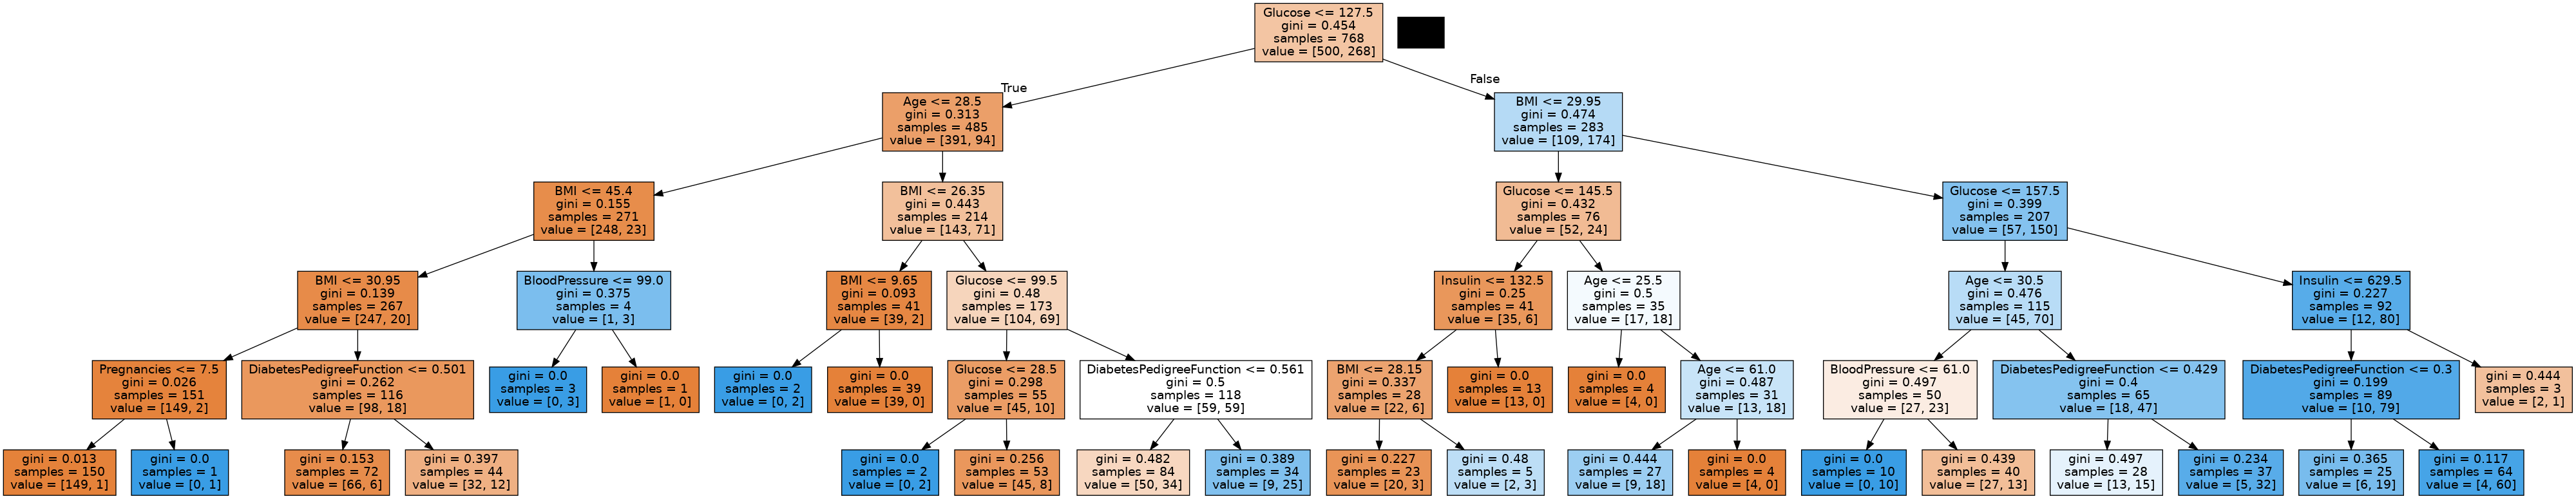 Glucose <= 127.5
gini = 0.454
samples = 768
value = [500, 268]
True
False
Age <= 28.5
gini = 0.313
samples = 485
value = [391, 94]
BMI <= 29.95
gini = 0.474
samples = 283
value = [109, 174]
BMI <= 45.4
gini = 0.155
samples = 271
value = [248, 23]
BMI <= 26.35
gini = 0.443
samples = 214
value = [143, 71]
Glucose <= 145.5
gini = 0.432
samples = 76
value = [52, 24]
Glucose <= 157.5
gini = 0.399
samples = 207
value = [57, 150]
BMI <= 30.95
gini = 0.139
samples = 267
value = [247, 20]
BloodPressure <= 99.0
gini = 0.375
samples = 4
value = [1, 3]
BMI <= 9.65
gini = 0.093
samples = 41
value = [39, 2]
Glucose <= 99.5
gini = 0.48
samples = 173
value = [104, 69]
Insulin <= 132.5
gini = 0.25
samples = 41
value = [35, 6]
Age <= 25.5
gini = 0.5
samples = 35
value = [17, 18]
Age <= 30.5
gini = 0.476
samples = 115
value = [45, 70]
Insulin <= 629.5
gini = 0.227
samples = 92
value = [12, 80]
Pregnancies <= 7.5
gini = 0.026
samples = 151
value = [149, 2]
DiabetesPedigreeFunction <= 0.501
gini = 0.262
samples = 116
value = [98, 18]
gini = 0.0
samples = 3
value = [0, 3]
gini = 0.0
samples = 1
value = [1, 0]
gini = 0.0
samples = 2
value = [0, 2]
gini = 0.0
samples = 39
value = [39, 0]
Glucose <= 28.5
gini = 0.298
samples = 55
value = [45, 10]
DiabetesPedigreeFunction <= 0.561
gini = 0.5
samples = 118
value = [59, 59]
BMI <= 28.15
gini = 0.337
samples = 28
value = [22, 6]
gini = 0.0
samples = 13
value = [13, 0]
gini = 0.0
samples = 4
value = [4, 0]
Age <= 61.0
gini = 0.487
samples = 31
value = [13, 18]
BloodPressure <= 61.0
gini = 0.497
samples = 50
value = [27, 23]
DiabetesPedigreeFunction <= 0.429
gini = 0.4
samples = 65
value = [18, 47]
DiabetesPedigreeFunction <= 0.3
gini = 0.199
samples = 89
value = [10, 79]
gini = 0.444
samples = 3
value = [2, 1]
gini = 0.013
samples = 150
value = [149, 1]
gini = 0.0
samples = 1
value = [0, 1]
gini = 0.153
samples = 72
value = [66, 6]
gini = 0.397
samples = 44
value = [32, 12]
gini = 0.0
samples = 2
value = [0, 2]
gini = 0.256
samples = 53
value = [45, 8]
gini = 0.482
samples = 84
value = [50, 34]
gini = 0.389
samples = 34
value = [9, 25]
gini = 0.227
samples = 23
value = [20, 3]
gini = 0.48
samples = 5
value = [2, 3]
gini = 0.444
samples = 27
value = [9, 18]
gini = 0.0
samples = 4
value = [4, 0]
gini = 0.0
samples = 10
value = [0, 10]
gini = 0.439
samples = 40
value = [27, 13]
gini = 0.497
samples = 28
value = [13, 15]
gini = 0.234
samples = 37
value = [5, 32]
gini = 0.365
samples = 25
value = [6, 19]
gini = 0.117
samples = 64
value = [4, 60]